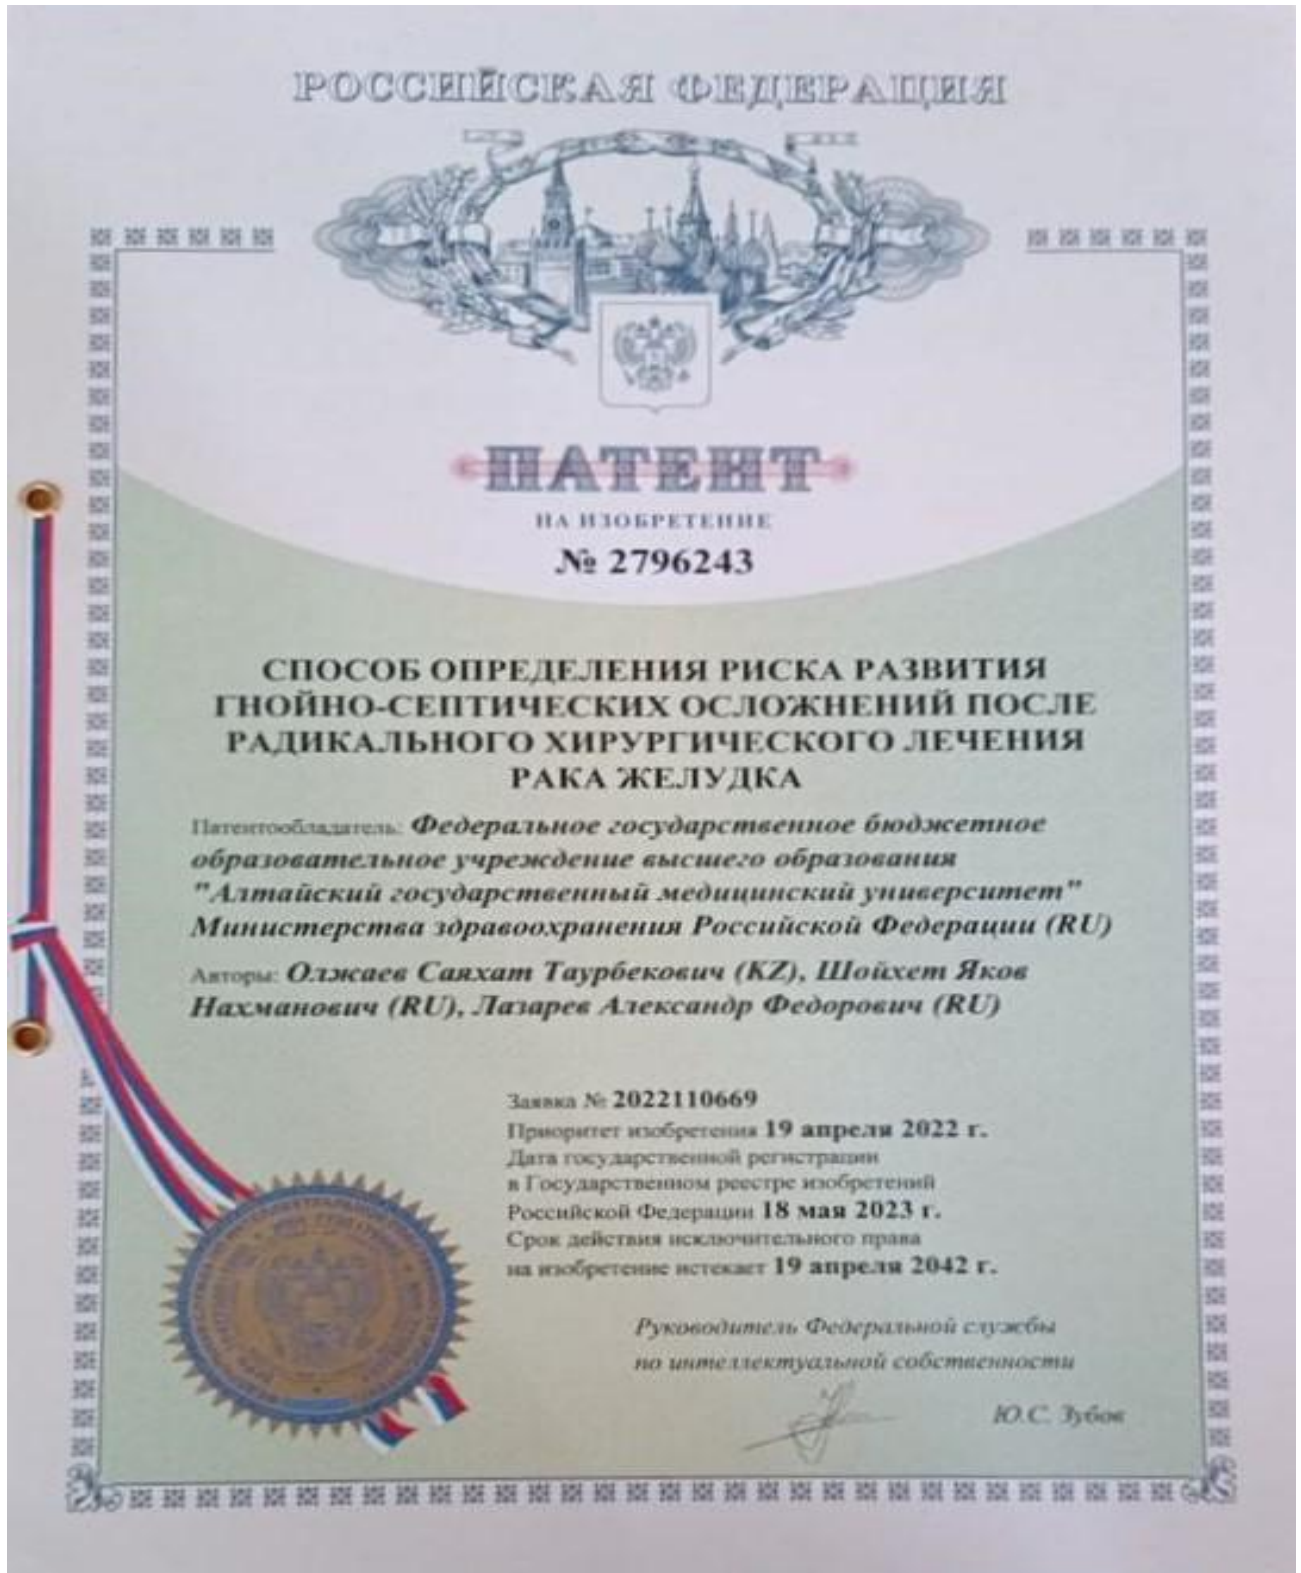 РОССИЙСКАЯ ФЕДЕРАЦИЯ
ПАТЕНТ
НА ИЗОБРЕТЕНИЕ
№ 2796243
СПОСОБ ОПРЕДЕЛЕНИЯ РИСКА РАЗВИТИЯ
ГНОЙНО-СЕПТИЧЕСКИХ ОСЛОЖНЕНИЙ ПОСЛЕ
РАДИКАЛЬНОГО ХИРУРГИЧЕСКОГО ЛЕЧЕНИЯ
РАКА ЖЕЛУДКА
Патентообладатель: Федеральное государственное бюджетное
образовательное учреждение высшего образования
"Алтайский государственный медицинский университет"
Министерства здравоохранения Российской Федерации (RU)
Авторы: Олжаев Саяхат Таурбекович (KZ), Шойхет Яков
Нахманович (RU), Лазарев Александр Федорович (RU)
Заявка № 2022110669
Приоритет изобретения 19 апреля 2022 г.
Дата государственной регистрации
в Государственном реестре изобретений
Российской Федерации 18 мая 2023 г.
Срок действия исключительного права
на изобретение истекает 19 апреля 2042 г.
Руководитель Федеральной службы
по интеллектуальной собственности
Ю.С. Зубов